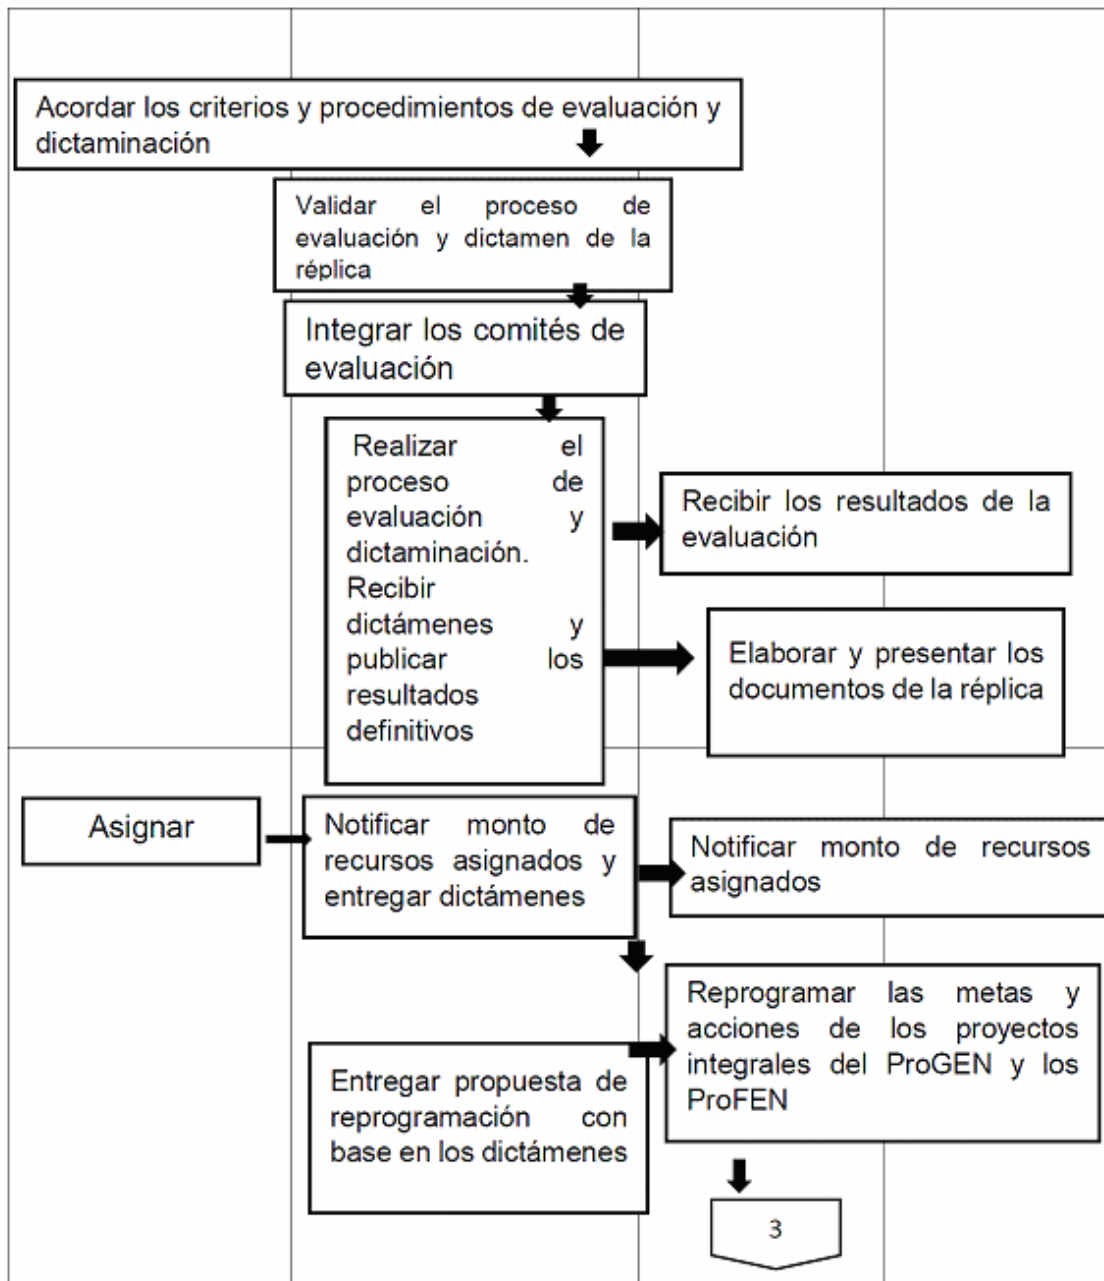 Acordar los criterios y procedimientos de evaluación y
dictaminación
Validar el proceso de
evaluación y dictamen de la
réplica
Integrar los comités de
evaluación
Realizar el
proceso de
evaluación y
dictaminación.
Recibir
dictámenes y
publicar los
resultados
definitivos
Recibir los resultados de la
evaluación
Elaborar y presentar los
documentos de la réplica
Asignar
Notificar monto de
recursos asignados y
entregar dictámenes
Notificar monto de recursos
asignados
Reprogramar las metas y
acciones de los proyectos
integrales del ProGEN y los
ProFEN
Entregar propuesta de
reprogramación con
base en los dictámenes
3